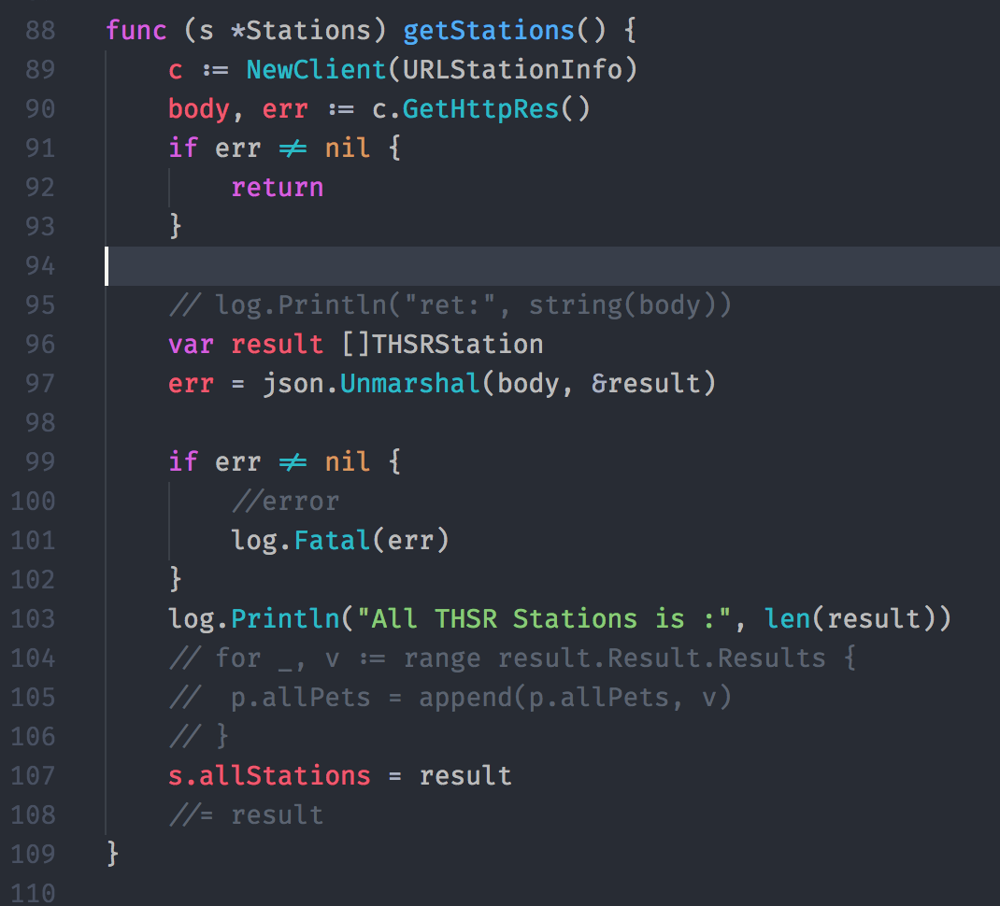 88 func (s *Stations) getStations() {
89 c := NewClient(URLStationInfo)
90 body, err := c.GetHttpRes()
91 if err != nil {
92 return
93 }
94
95 // log.Println("ret:", string(body))
96 var result []THSRStation
97 err = json.Unmarshal(body, &result)
98
99 if err != nil {
100 //error
101 log.Fatal(err)
102 }
103 log.Println("All THSR Stations is :", len(result))
104 // for _, v := range result.Result.Results {
105 //  p.allPets = append(p.allPets, v)
106 // }
107 s.allStations = result
108 //= result
109 }
110